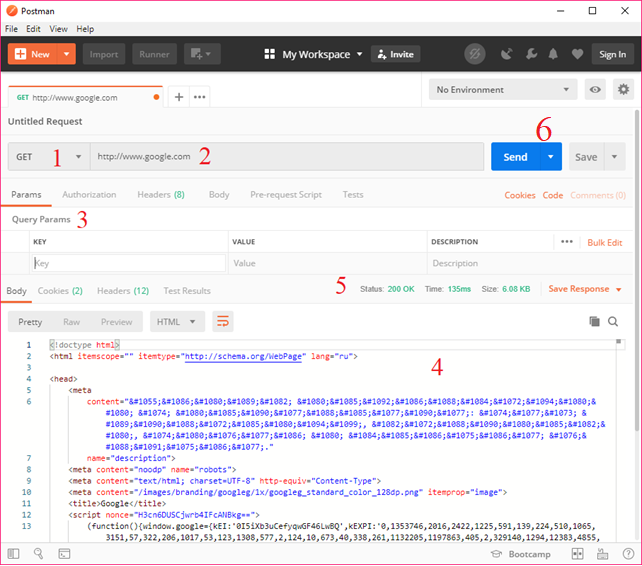 Postman
File Edit View Help
New Import Runner My Workspace Invite Sign In
GET http://www.google.com No Environment
Untitled Request 6
GET 1 http://www.google.com 2 Send Save
Params Authorization Headers (8) Body Pre-request Script Tests Cookies Code Comments (0)
Query Params 3
KEY VALUE DESCRIPTION Bulk Edit
Key Value Description
Body Cookies (2) Headers (12) Test Results 5 Status: 200 OK Time: 135ms Size: 6.08 KB Save Response
Pretty Raw Preview HTML
1 <!doctype html>
2 <html itemscope="" itemtype="http://schema.org/WebPage" lang="ru"> 4
3
4 <head>
5 <meta
6 content="&#1055;&#1086;&#1080;&#1089;&#1082; &#1080;&#1085;&#1092;&#1086;&#1088;&#1084;&#1072;&#1094;&#1080;&
#1080; &#1074; &#1080;&#1085;&#1090;&#1077;&#1088;&#1085;&#1077;&#1090;&#1077;: &#1074;&#1077;&#1073; &
#1089;&#1090;&#1088;&#1072;&#1085;&#1080;&#1094;&#1099;, &#1082;&#1072;&#1088;&#1090;&#1080;&#1085;&#1082;&
#1080;, &#1074;&#1080;&#1076;&#1077;&#1086; &#1080; &#1084;&#1085;&#1086;&#1075;&#1086;&#1077; &#1076;&
#1088;&#1091;&#1075;&#1086;&#1077;."
7 name="description">
8 <meta content="noodp" name="robots">
9 <meta content="text/html; charset=UTF-8" http-equiv="Content-Type">
10 <meta content="/images/branding/googleg/1x/googleg_standard_color_128dp.png" itemprop="image">
11 <title>Google</title>
12 <script nonce="H3cn6DUSCjwrb4IFcANBkg==">
13 (function(){window.google={kEI:'0I5iXb3uCefyqwGF46LwBQ',kEXPI:'0,1353746,2016,2422,1225,591,139,224,510,1065,
3151,57,322,206,1017,53,123,1308,577,2,124,10,673,40,338,261,1132205,1197863,405,2,329140,1294,12383,4855,
Bootcamp